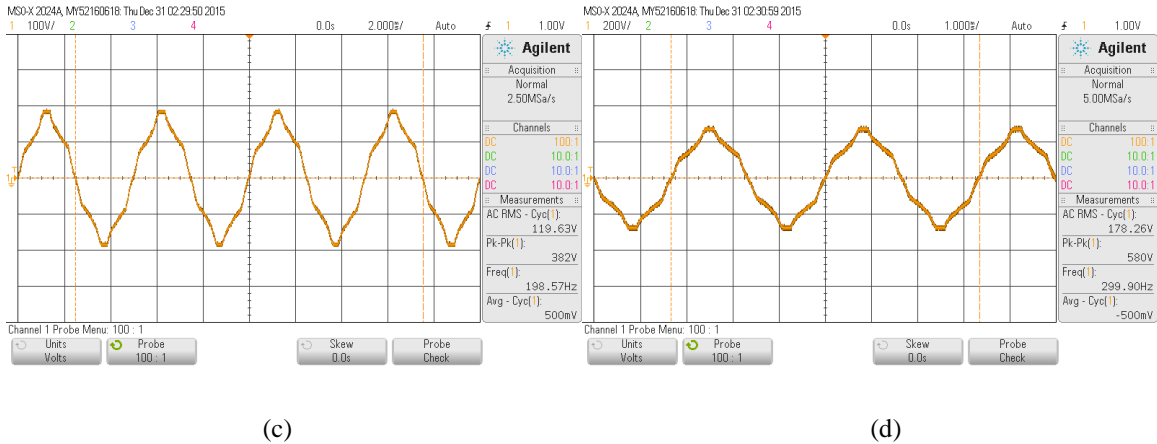 MSO-X 2024A, MY52160618: Thu Dec 31 02:29:50 2015
1 100V/ 2 3 4 0.0s 2.000s/ Auto 1 1.00V
Agilent
Acquisition
Normal
2.50MSa/s
Channels
DC 100:1
DC 10.0:1
DC 10.0:1
DC 10.0:1
Measurements
AC RMS - Cyc(1):
119.63V
Pk-Pk(1):
382V
Freq(1):
198.57Hz
Avg - Cyc(1):
500mV
Channel 1 Probe Menu: 100 : 1
Units
Volts
Probe
100 : 1
Skew
0.0s
Probe
Check
(c)
MSO-X 2024A, MY52160618: Thu Dec 31 02:30:59 2015
1 200V/ 2 3 4 0.0s 1.000s/ Auto 1 1.00V
Agilent
Acquisition
Normal
5.00MSa/s
Channels
DC 100:1
DC 10.0:1
DC 10.0:1
DC 10.0:1
Measurements
AC RMS - Cyc(1):
178.26V
Pk-Pk(1):
580V
Freq(1):
299.90Hz
Avg - Cyc(1):
-500mV
Channel 1 Probe Menu: 100 : 1
Units
Volts
Probe
100 : 1
Skew
0.0s
Probe
Check
(d)